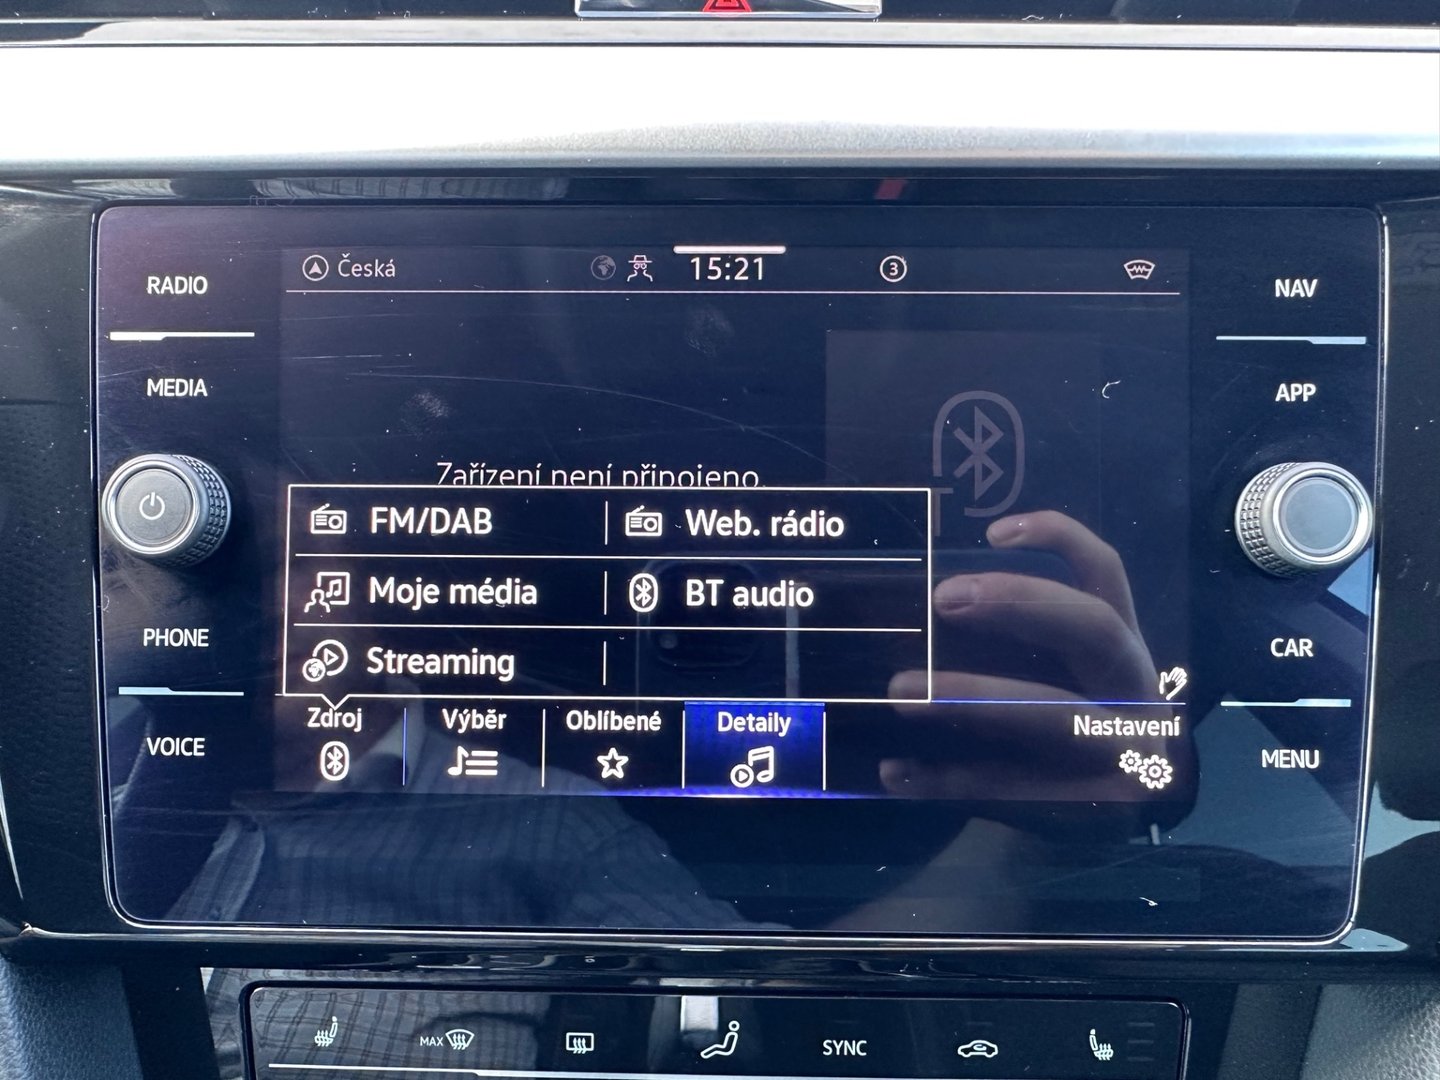 Česká
15:21
3
RADIO
NAV
MEDIA
APP
Zařízení není připojeno.
FM/DAB
Web. rádio
Moje média
BT audio
Streaming
PHONE
CAR
Zdroj
Výběr
Oblíbené
Detaily
Nastavení
VOICE
MENU
MAX
SYNC